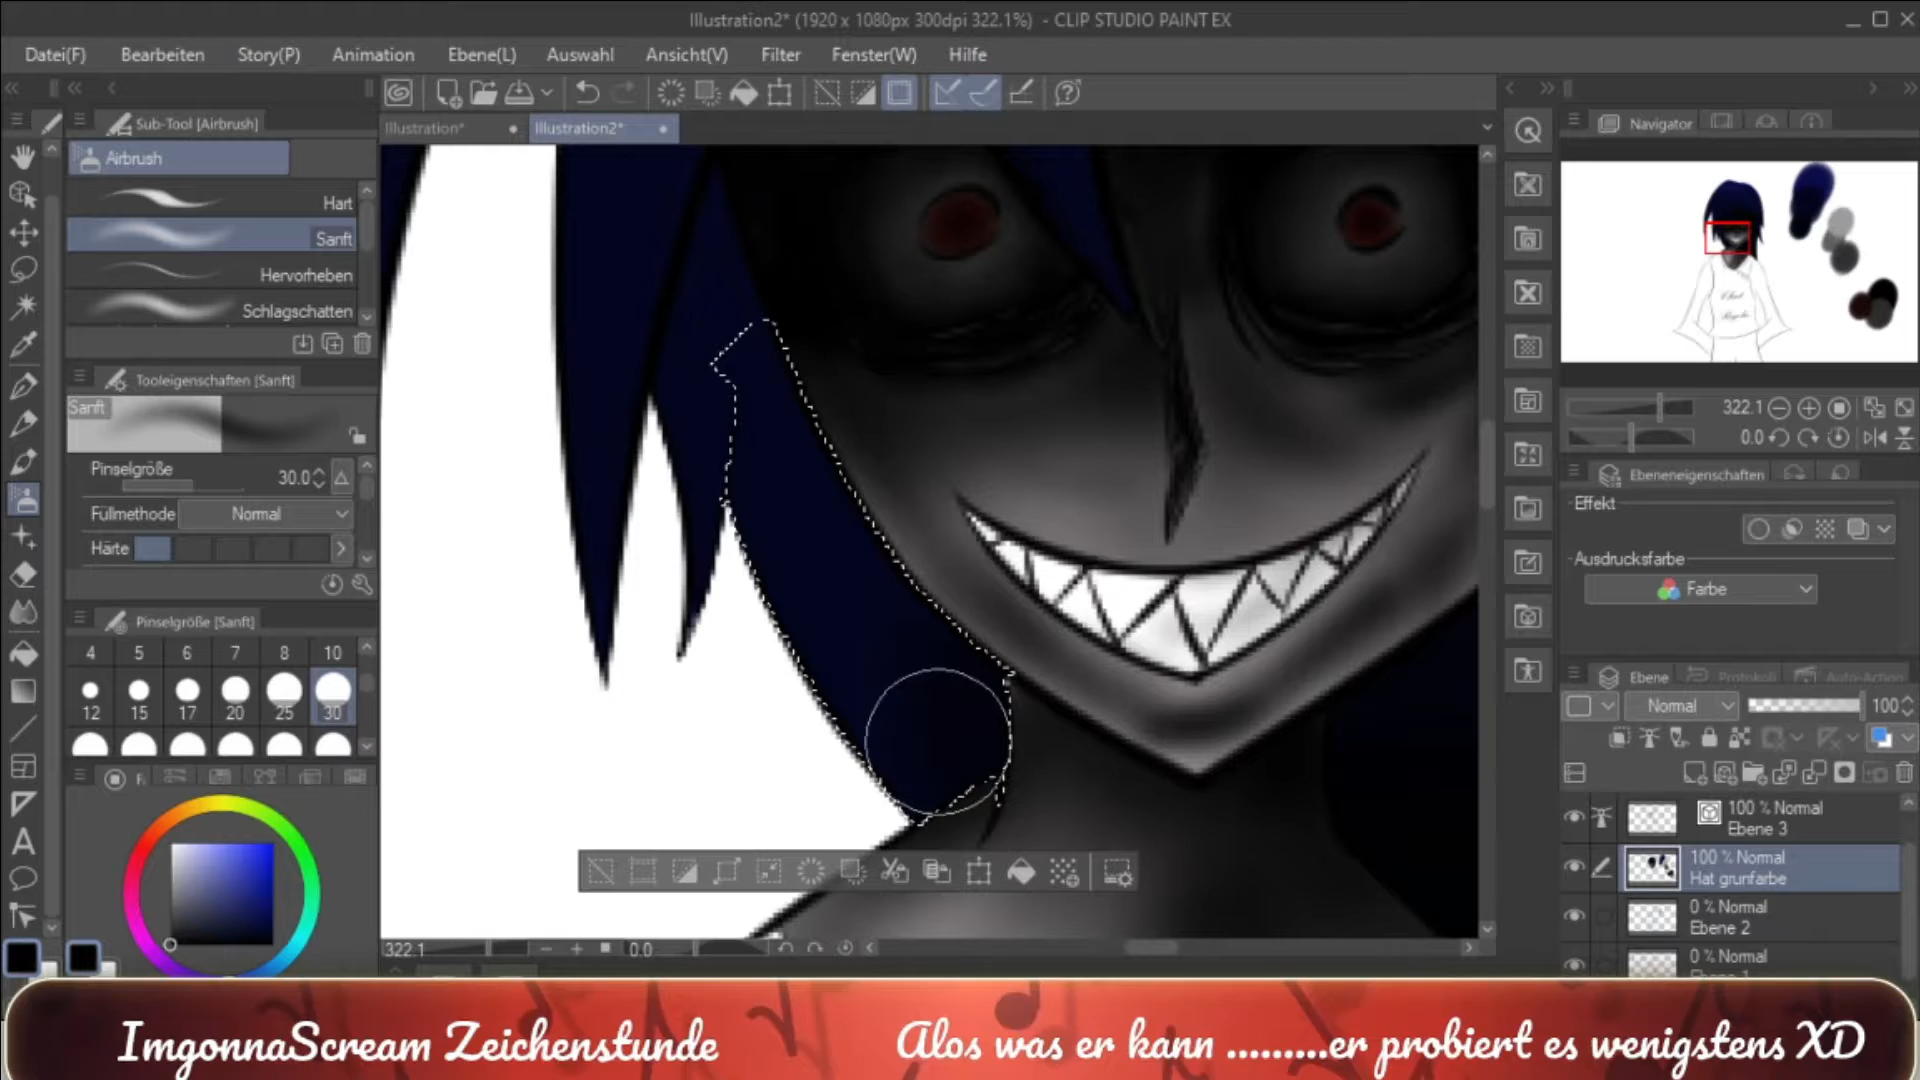 Illustration2* (1920 x 1080px 300dpi 322.1%) - CLIP STUDIO PAINT EX
Datei(F) Bearbeiten Story(P) Animation Ebene(L) Auswahl Ansicht(V) Filter Fenster(W) Hilfe
Sub-Tool [Airbrush]
Illustration* Illustration2*
Navigator
Airbrush
Hart
Sanft
Hervorheben
Schlagschatten
Tooleigenschaften [Sanft]
Sanft
Pinselgröße 30.0
Füllmethode Normal
Härte
322.1
0.0
Ebeneneigenschaften
Effekt
Ausdrucksfarbe
Farbe
Pinselgröße [Sanft]
4 5 6 7 8 10
12 15 17 20 25 30
Ebene Protokoll Auto-Action
Normal 100
100 % Normal
Ebene 3
100 % Normal
Hat grunfarbe
0 % Normal
Ebene 2
0 % Normal
322.1 0.0
ImgonnaScream Zeichenstunde
Alos was er kann .........er probiert es wenigstens XD